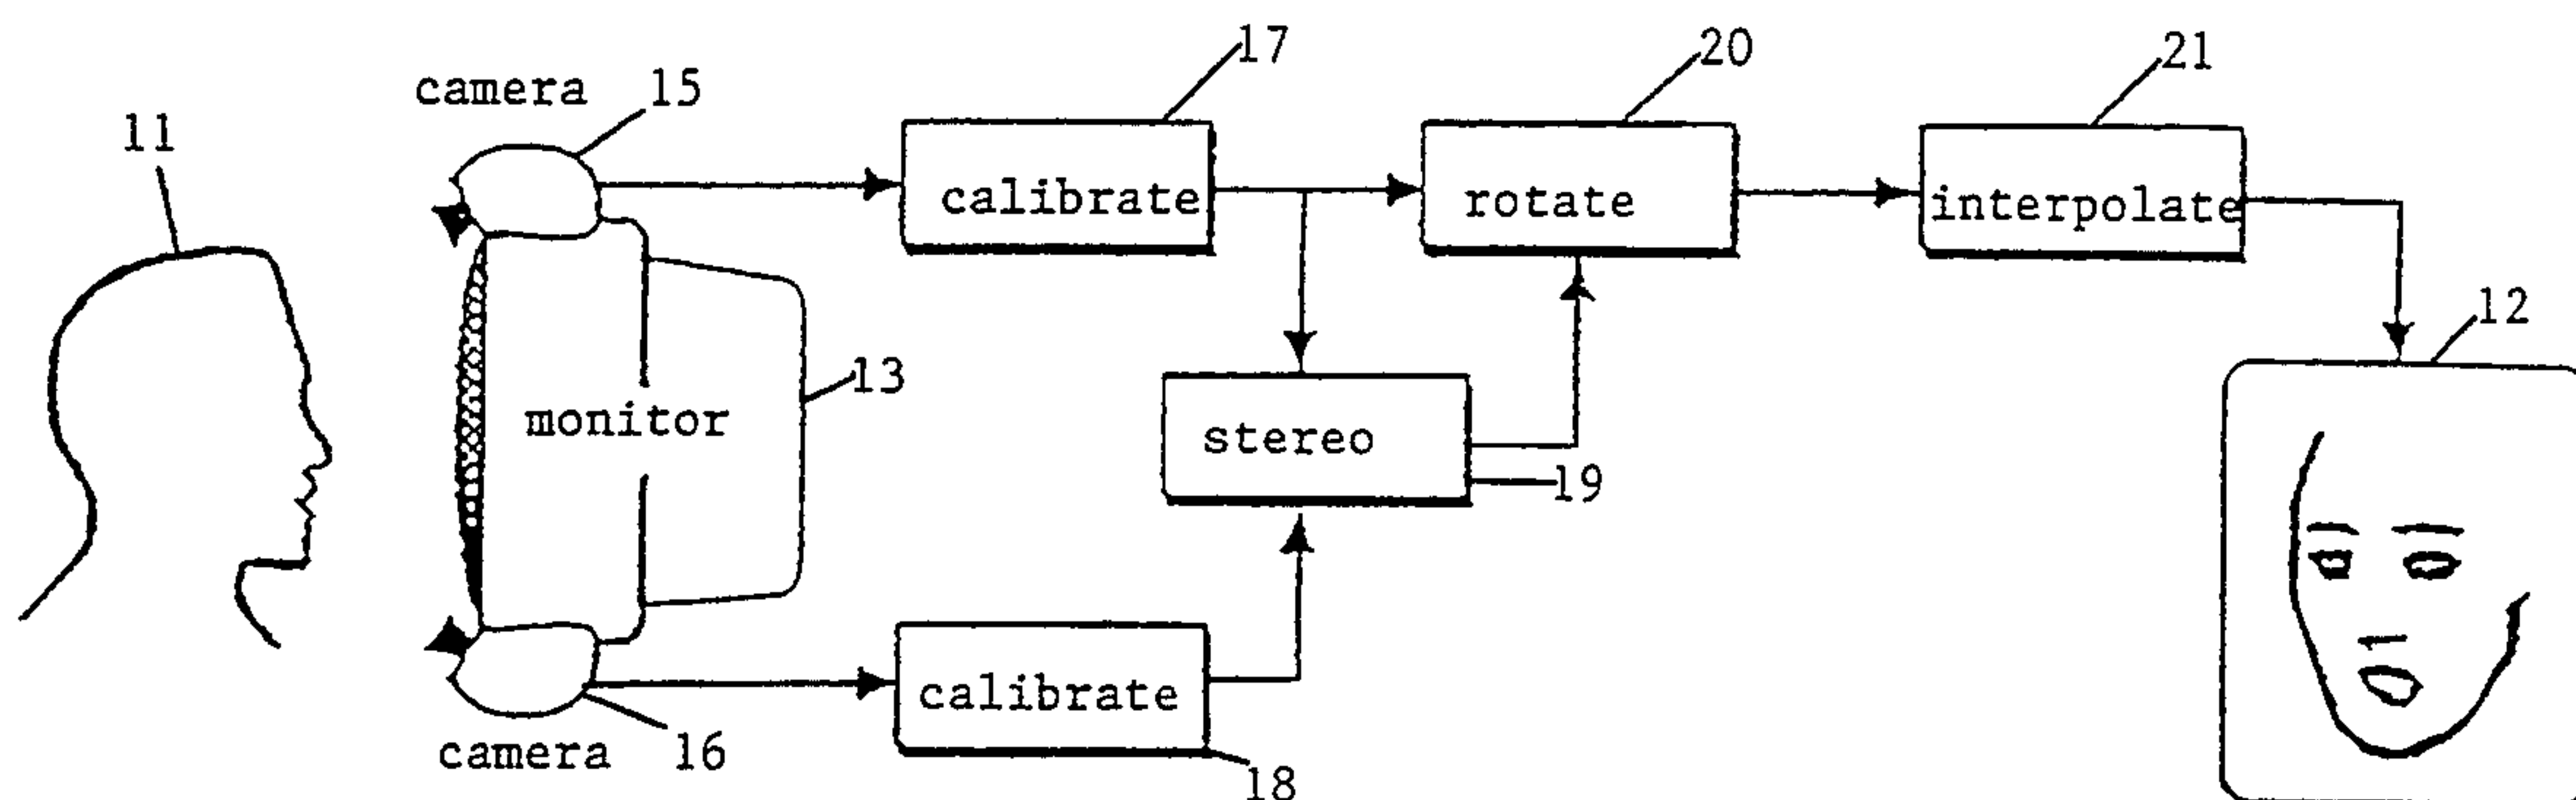 17
20
21
camera
15
11
calibrate
rotate
interpolate
12
13
monitor
stereo
19
calibrate
camera
16
18